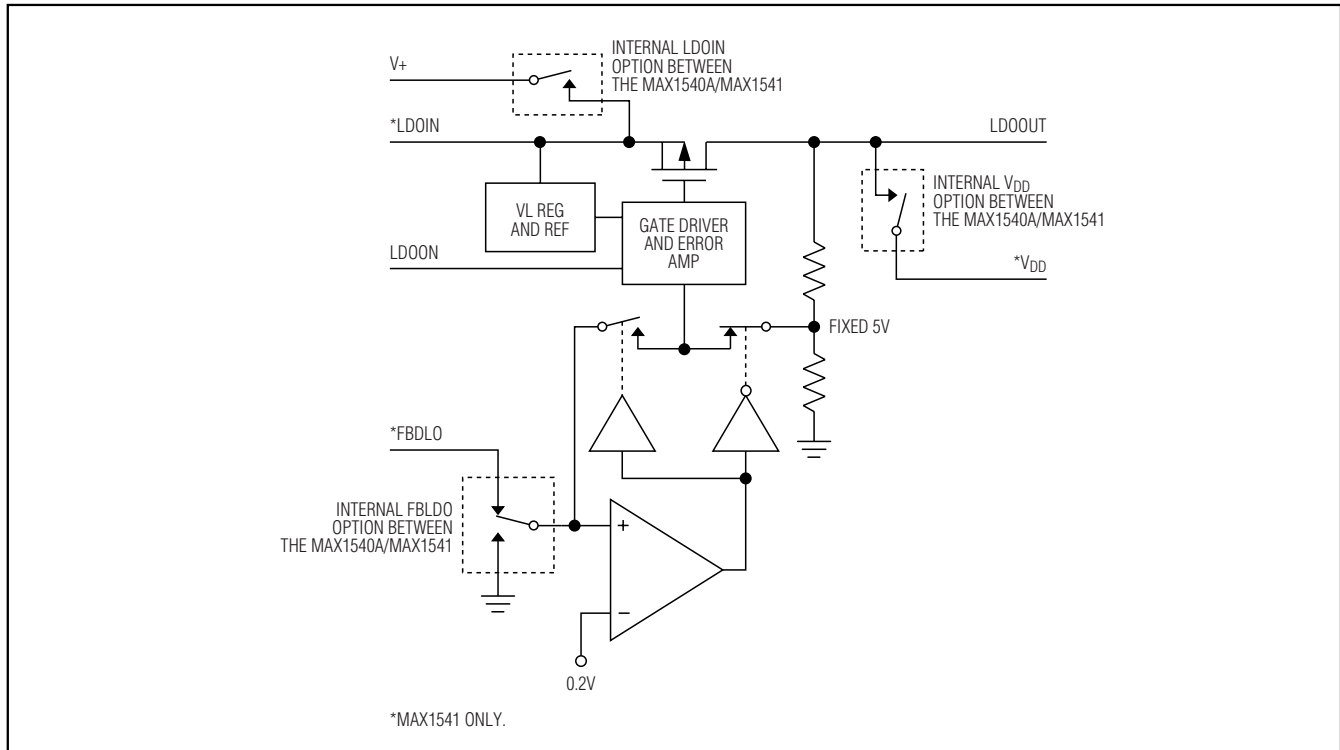 V+
INTERNAL LDOIN
OPTION BETWEEN
THE MAX1540A/MAX1541
*LDOIN
LDOOUT
VL REG
AND REF
GATE DRIVER
AND ERROR
AMP
INTERNAL VDD
OPTION BETWEEN
THE MAX1540A/MAX1541
LDOON
*VDD
FIXED 5V
*FBDLO
INTERNAL FBLDO
OPTION BETWEEN
THE MAX1540A/MAX1541
+
−
0.2V
*MAX1541 ONLY.